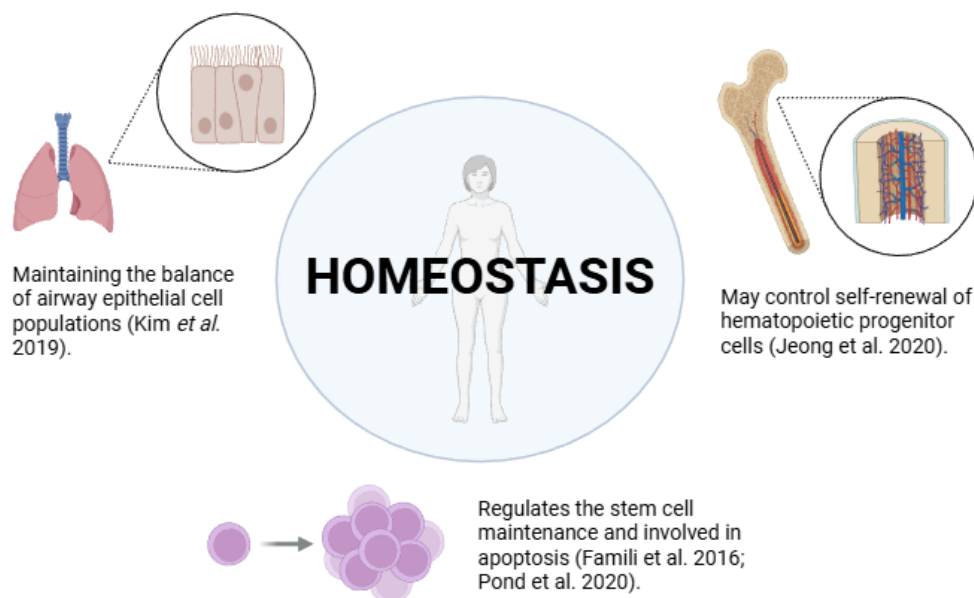 HOMEOSTASIS
Maintaining the balance
of airway epithelial cell
populations (Kim et al.
2019).
May control self-renewal of
hematopoietic progenitor
cells (Jeong et al. 2020).
Regulates the stem cell
maintenance and involved in
apoptosis (Famili et al. 2016;
Pond et al. 2020).